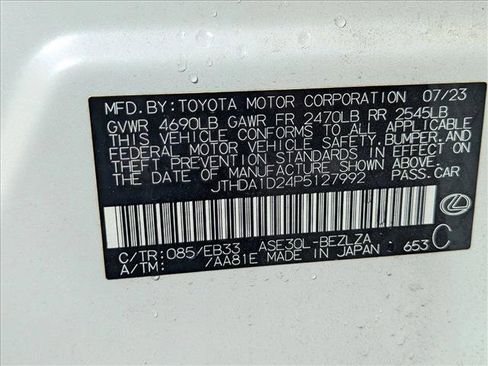 MFD. BY: TOYOTA MOTOR CORPORATION 07/23
GVWR 4690LB GAWR FR 2470LB RR 2545LB
THIS VEHICLE CONFORMS TO ALL APPLICABLE
FEDERAL MOTOR VEHICLE SAFETY, BUMPER, AND
THEFT PREVENTION STANDARDS IN EFFECT ON
THE DATE OF MANUFACTURE SHOWN ABOVE.
JTHDA1D24P5127992 PASS.CAR
C/TR: 085/EB33 ASE30L-BEZLZA
A/TM: /AA81E MADE IN JAPAN 653 C